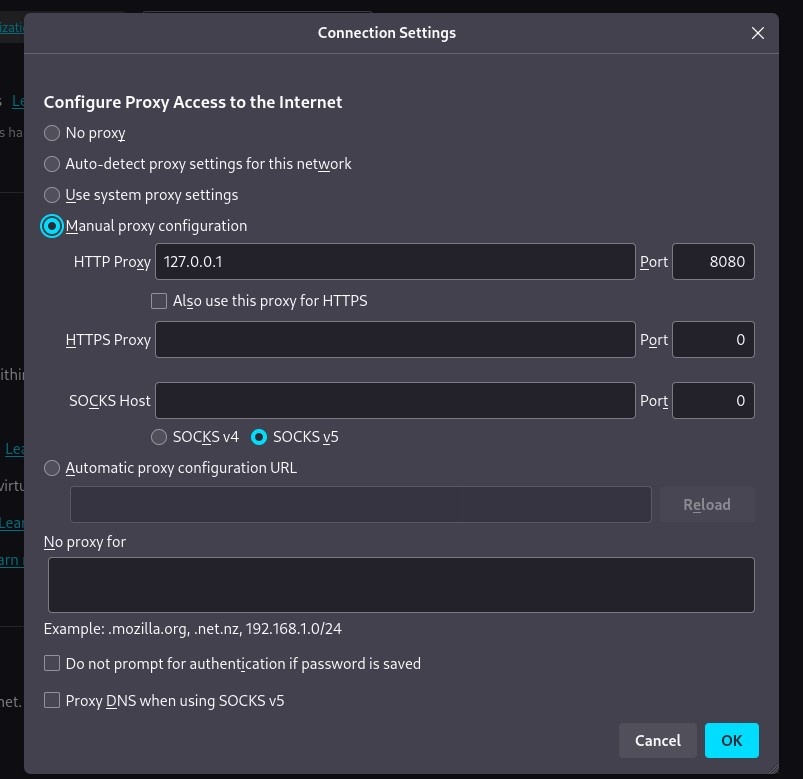 Connection Settings
Configure Proxy Access to the Internet
No proxy
Auto-detect proxy settings for this network
Use system proxy settings
Manual proxy configuration
HTTP Proxy 127.0.0.1 Port 8080
Also use this proxy for HTTPS
HTTPS Proxy Port 0
SOCKS Host Port 0
SOCKS v4 SOCKS v5
Automatic proxy configuration URL
Reload
No proxy for
Example: .mozilla.org, .net.nz, 192.168.1.0/24
Do not prompt for authentication if password is saved
Proxy DNS when using SOCKS v5
Cancel OK